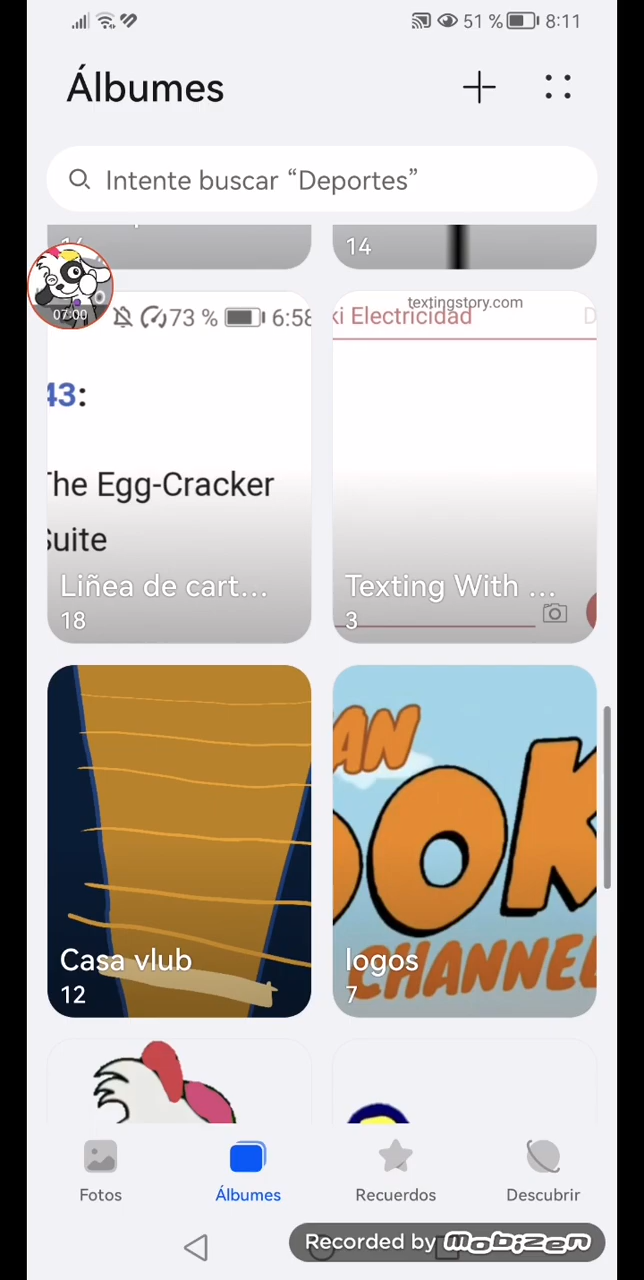 51 % 8:11
Álbumes
Intente buscar “Deportes”
14
14
07:00
73 % 6:58
textingstory.com
ki Electricidad D
43:
The Egg-Cracker
Suite
Liñea de cart...
18
Texting With ...
3
AN
OOK
CHANNEL
Casa vlub
12
logos
7
Fotos
Álbumes
Recuerdos
Descubrir
Recorded by mobizen